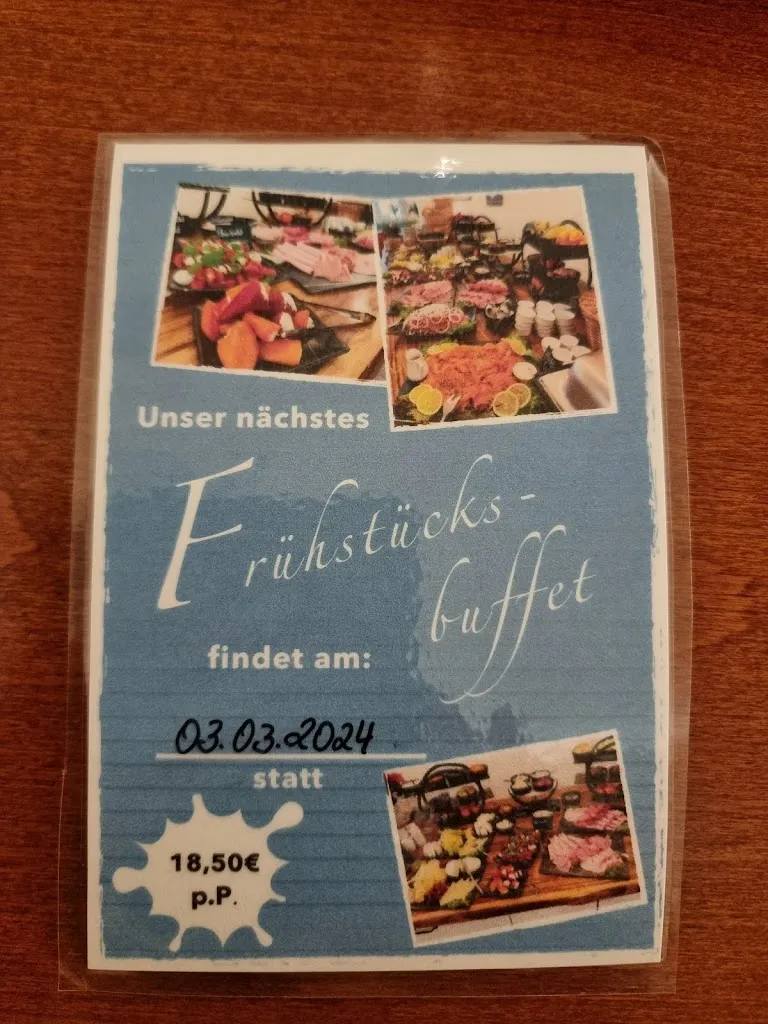 Unser nächstes
Frühstücks-
buffet
findet am:
03.03.2024
statt
18,50€
p.P.